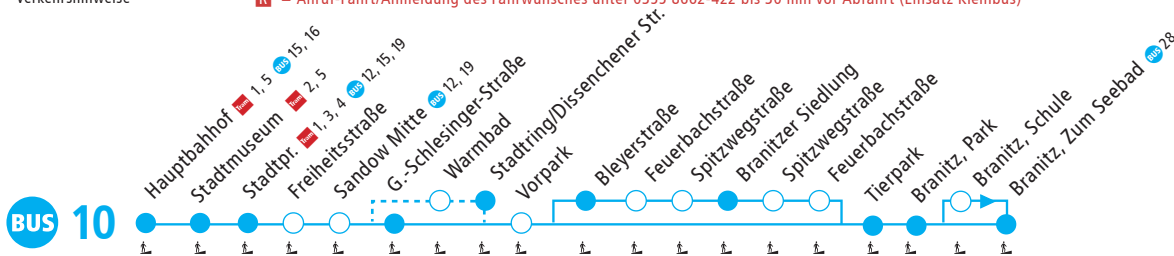 Verkehrshinweise
R = Anruf-Fahrt/Anmeldung des Fahrwunsches unter 0355 8662-422 bis 30 min vor Abfahrt (Einsatz Kleinbus)
Hauptbahnhof Tram 1, 5 BUS 15, 16
Stadtmuseum Tram 2, 5
Stadtpr. Tram 1, 3, 4 BUS 12, 15, 19
Freiheitsstraße
Sandow Mitte BUS 12, 19
G.-Schlesinger-Straße
Warmbad
Stadtring/Dissenchener Str.
Vorpark
Bleyerstraße
Feuerbachstraße
Spitzwegstraße
Branitzer Siedlung
Spitzwegstraße
Feuerbachstraße
Tierpark
Branitz, Park
Branitz, Schule
Branitz, Zum Seebad BUS 28
BUS 10